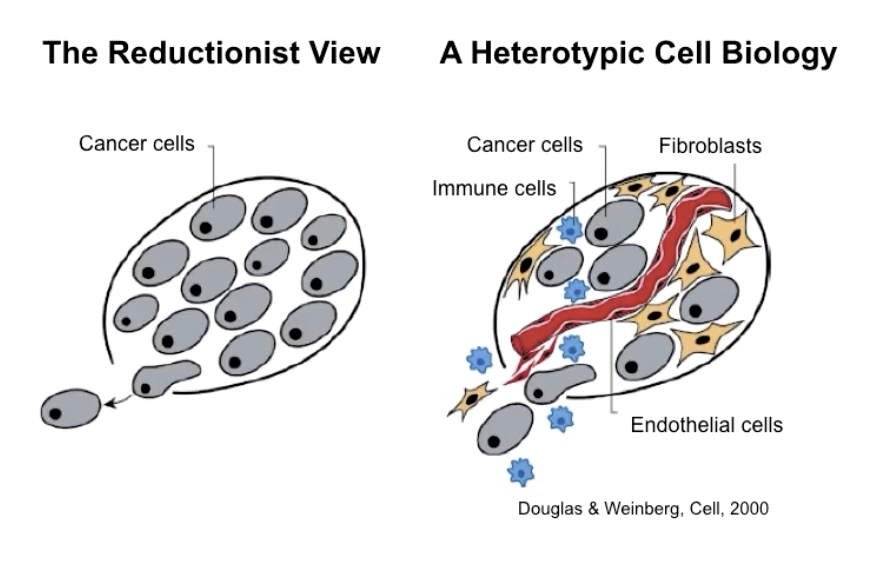 The Reductionist View
A Heterotypic Cell Biology
Cancer cells
Cancer cells
Fibroblasts
Immune cells
Endothelial cells
Douglas & Weinberg, Cell, 2000